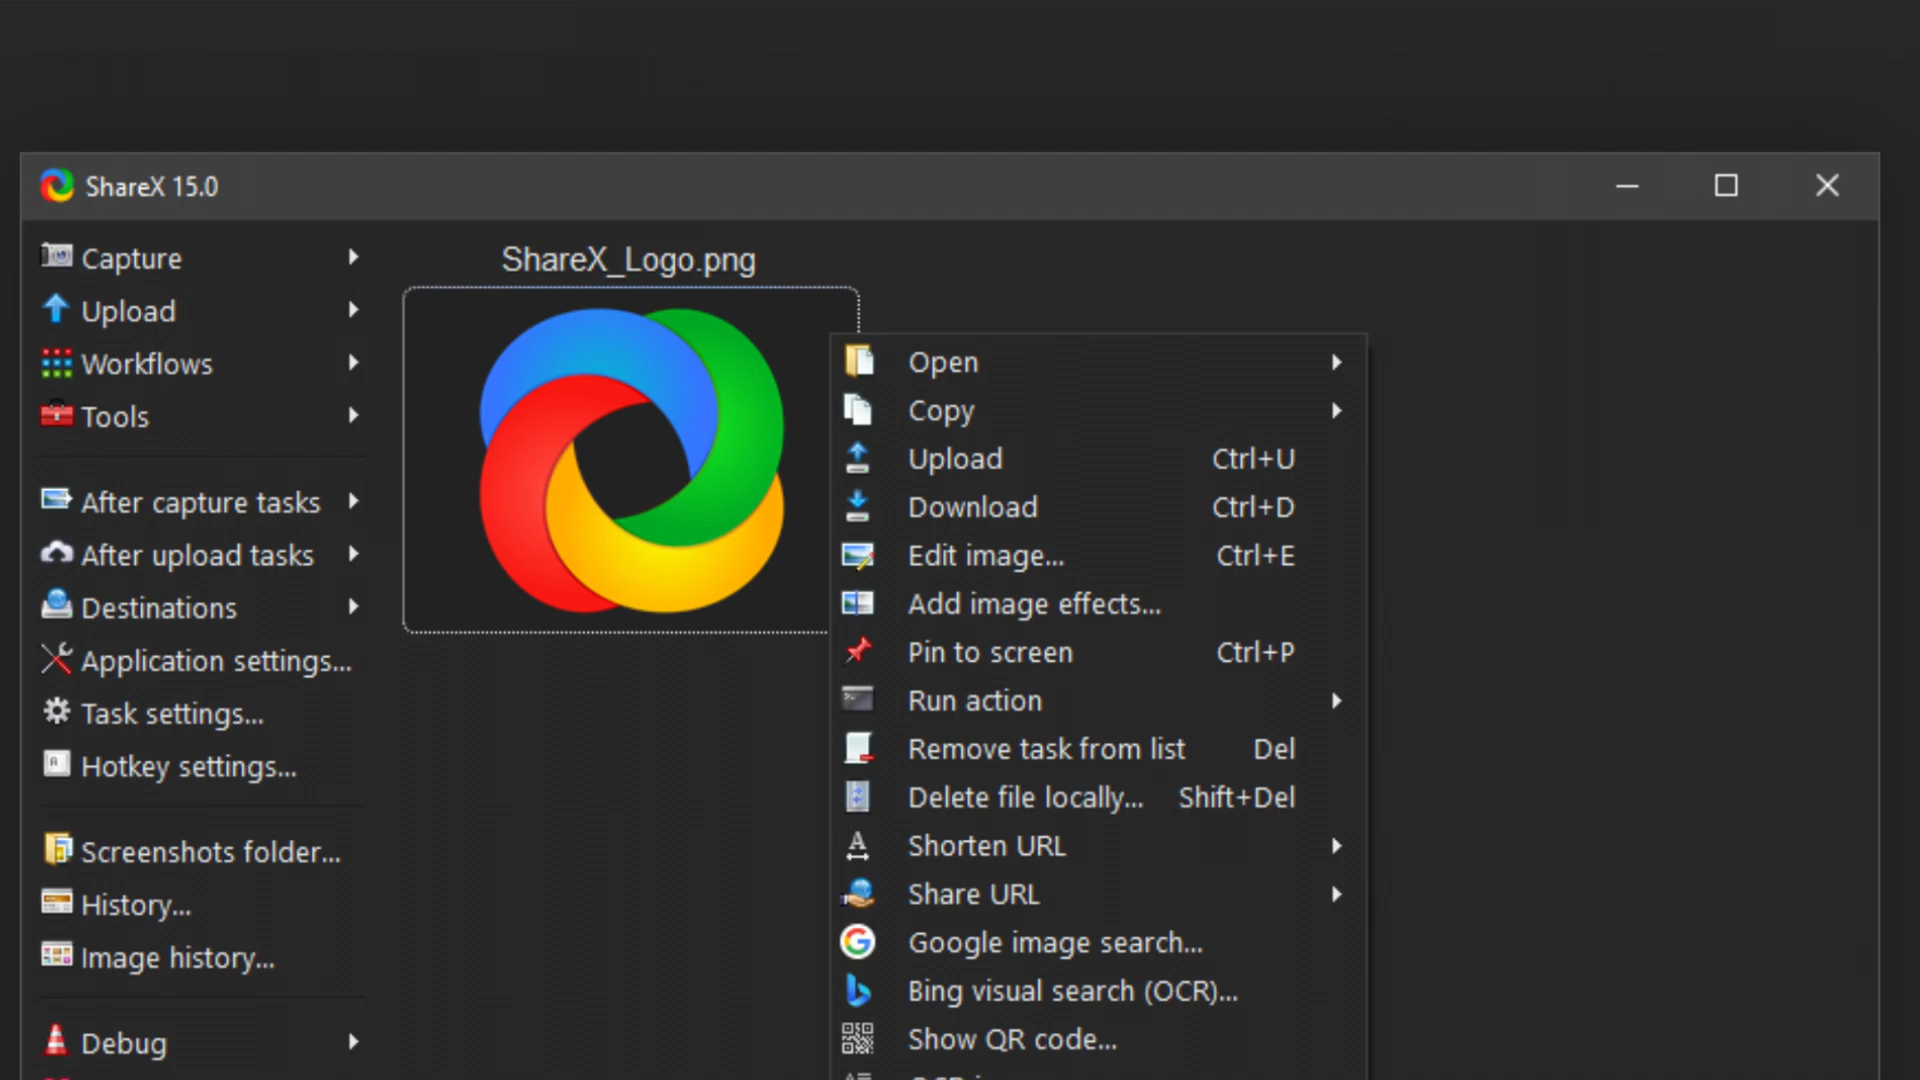 ShareX 15.0
Capture
Upload
Workflows
Tools
After capture tasks
After upload tasks
Destinations
Application settings...
Task settings...
Hotkey settings...
Screenshots folder...
History...
Image history...
Debug
ShareX_Logo.png
Open
Copy
Upload Ctrl+U
Download Ctrl+D
Edit image... Ctrl+E
Add image effects...
Pin to screen Ctrl+P
Run action
Remove task from list Del
Delete file locally... Shift+Del
Shorten URL
Share URL
Google image search...
Bing visual search (OCR)...
Show QR code...